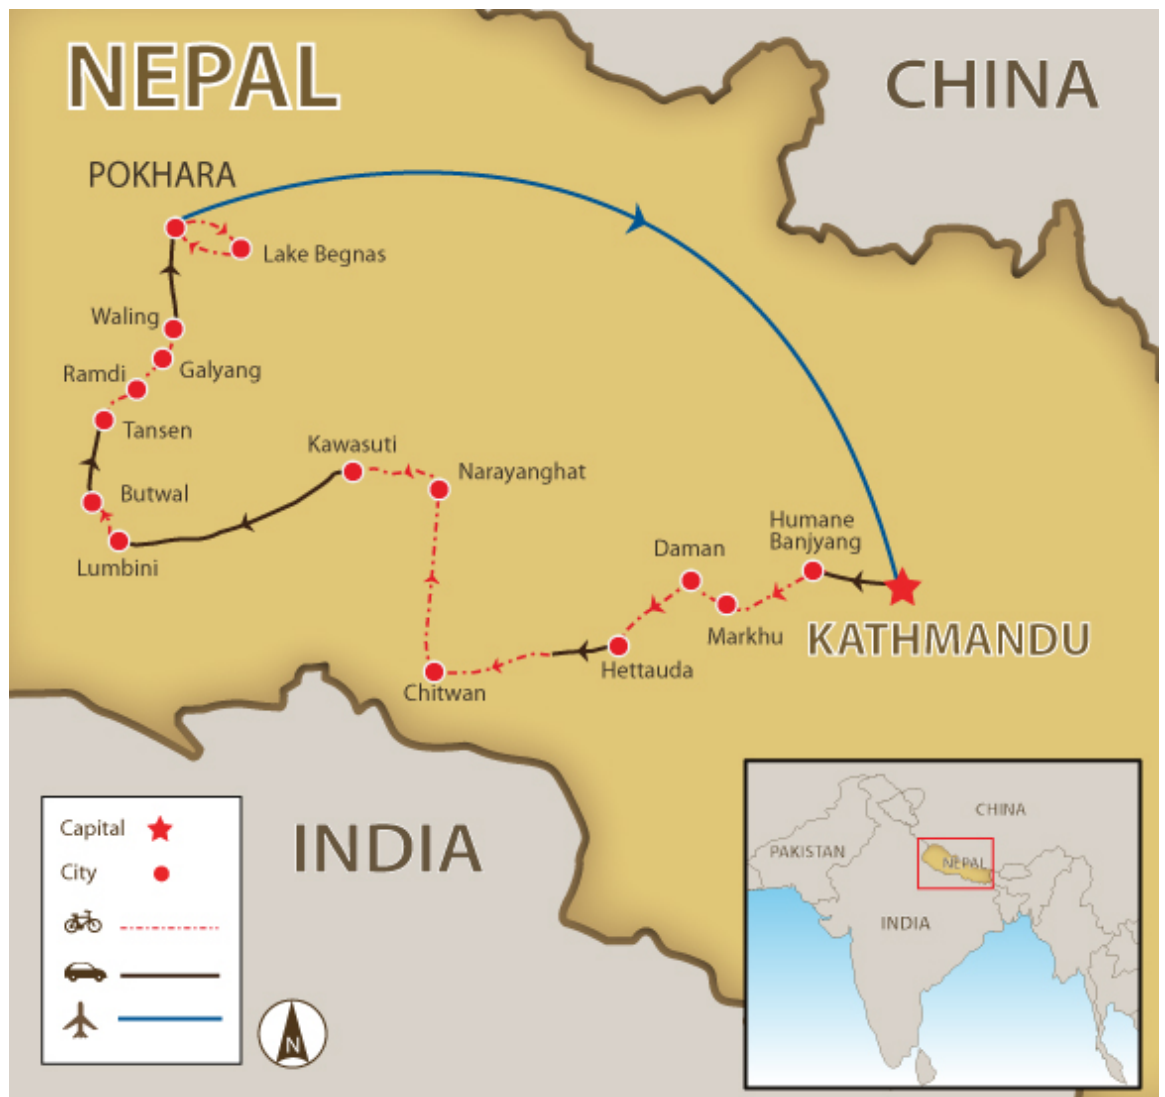 NEPAL
CHINA
POKHARA
Lake Begnas
Waling
Ramdi
Galyang
Tansen
Kawasuti
Narayanghat
Butwal
Humane
Banjyang
Daman
Lumbini
Markhu
KATHMANDU
Hettauda
Chitwan
INDIA
Capital
City
N
CHINA
PAKISTAN
NEPAL
INDIA